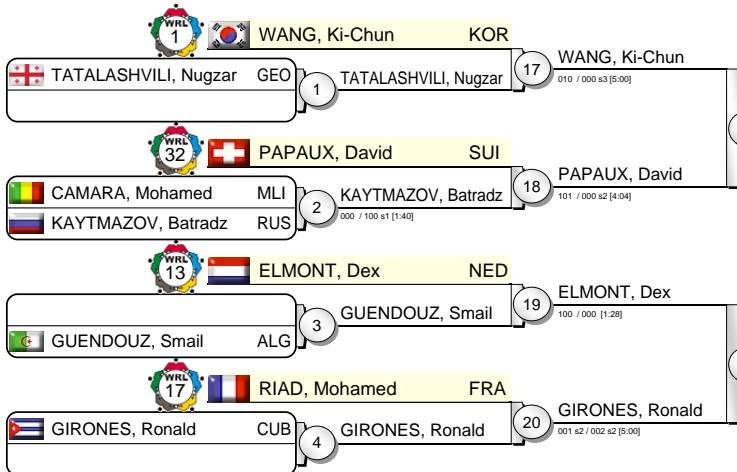 WRL 1 WANG, Ki-Chun KOR
TATALASHVILI, Nugzar GEO
1
TATALASHVILI, Nugzar
17
WANG, Ki-Chun
010 / 000 s3 [5:00]
WRL 32 PAPAUX, David SUI
CAMARA, Mohamed MLI
KAYTMAZOV, Batradz RUS
2
KAYTMAZOV, Batradz
000 / 100 s1 [1:40]
18
PAPAUX, David
101 / 000 s2 [4:04]
WRL 13 ELMONT, Dex NED
GUENDOUZ, Smail ALG
3
GUENDOUZ, Smail
19
ELMONT, Dex
100 / 000 [1:28]
WRL 17 RIAD, Mohamed FRA
GIRONES, Ronald CUB
4
GIRONES, Ronald
20
GIRONES, Ronald
001 s2 / 002 s2 [5:00]